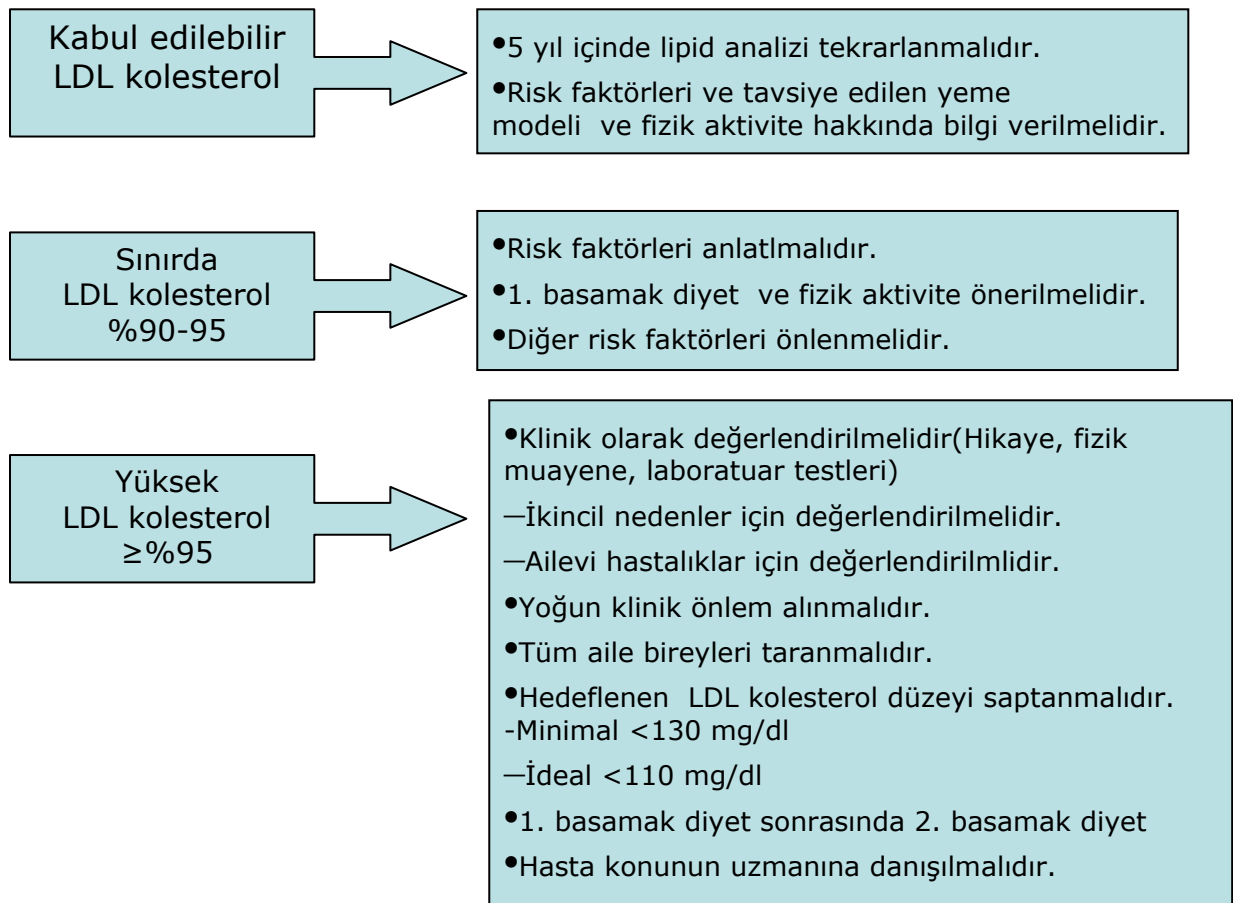 Kabul edilebilir
LDL kolesterol
•5 yıl içinde lipid analizi tekrarlanmalıdır.
•Risk faktörleri ve tavsiye edilen yeme
modeli ve fizik aktivite hakkında bilgi verilmelidir.
Sınırda
LDL kolesterol
%90-95
•Risk faktörleri anlatlmalıdır.
•1. basamak diyet ve fizik aktivite önerilmelidir.
•Diğer risk faktörleri önlenmelidir.
Yüksek
LDL kolesterol
≥%95
•Klinik olarak değerlendirilmelidir(Hikaye, fizik
muayene, laboratuar testleri)
—İkincil nedenler için değerlendirilmelidir.
—Ailevi hastalıklar için değerlendirilmlidir.
•Yoğun klinik önlem alınmalıdır.
•Tüm aile bireyleri taranmalıdır.
•Hedeflenen LDL kolesterol düzeyi saptanmalıdır.
-Minimal <130 mg/dl
—İdeal <110 mg/dl
•1. basamak diyet sonrasında 2. basamak diyet
•Hasta konunun uzmanına danışılmalıdır.